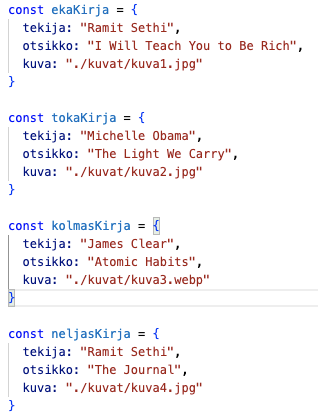 const ekaKirja = {
  tekija: "Ramit Sethi",
  otsikko: "I Will Teach You to Be Rich",
  kuva: "./kuvat/kuva1.jpg"
}

const tokaKirja = {
  tekija: "Michelle Obama",
  otsikko: "The Light We Carry",
  kuva: "./kuvat/kuva2.jpg"
}

const kolmasKirja = {
  tekija: "James Clear",
  otsikko: "Atomic Habits",
  kuva: "./kuvat/kuva3.webp"
}

const neljasKirja = {
  tekija: "Ramit Sethi",
  otsikko: "The Journal",
  kuva: "./kuvat/kuva4.jpg"
}